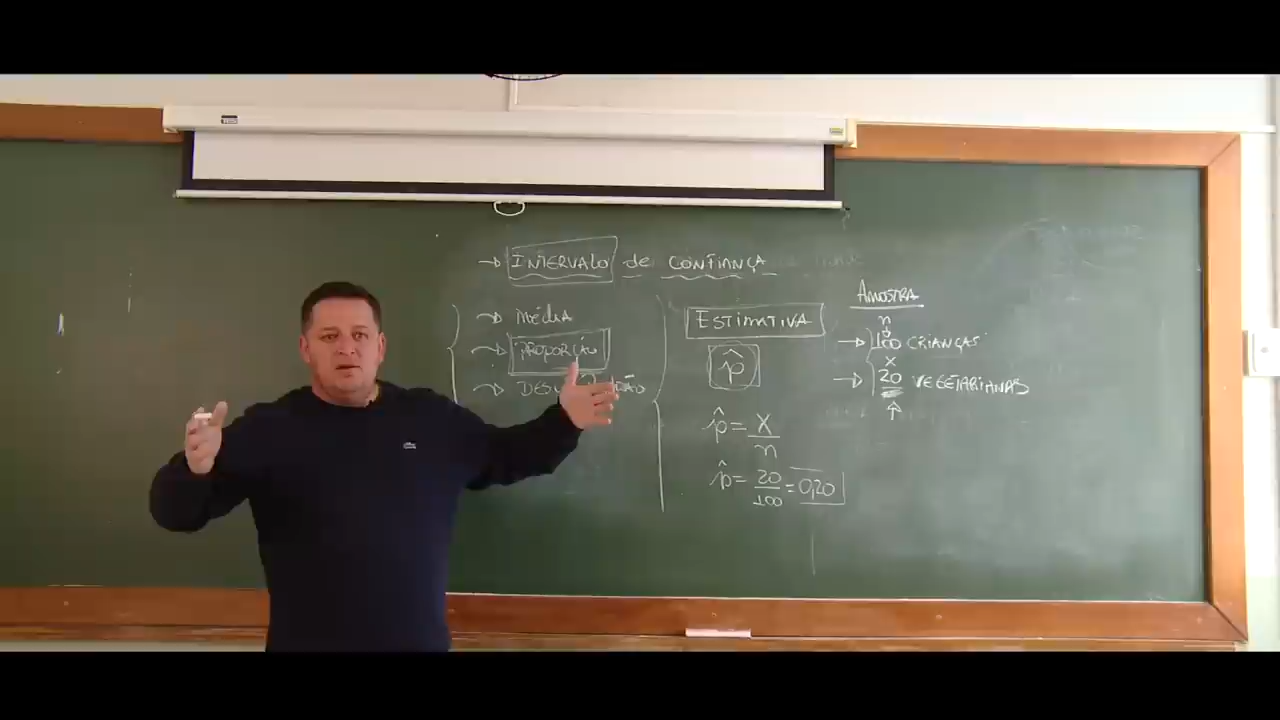 → INTERVALO de CONFIANÇA
→ MÉDIA
→ PROPORÇÃO
→
ESTIMATIVA
p̂
p̂ = X/n
p̂ = 20/100 = 0,20
AMOSTRA
n
→ 100 CRIANÇAS
X
→ 20 VEGETARIANAS